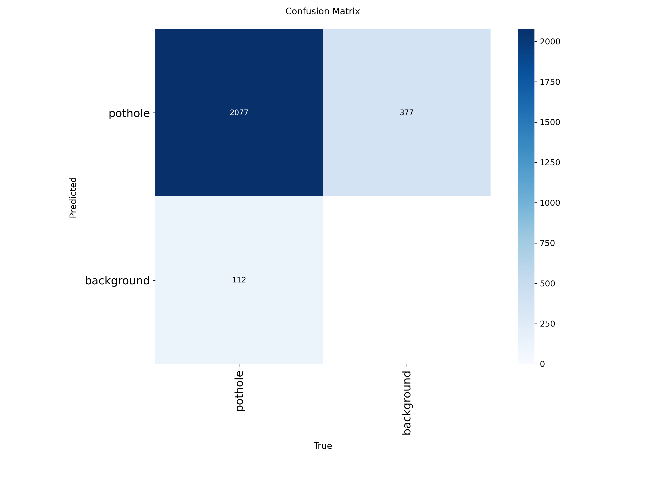 Confusion Matrix
pothole
2077
377
background
112
Predicted
pothole
background
True
2000
1750
1500
1250
1000
750
500
250
0